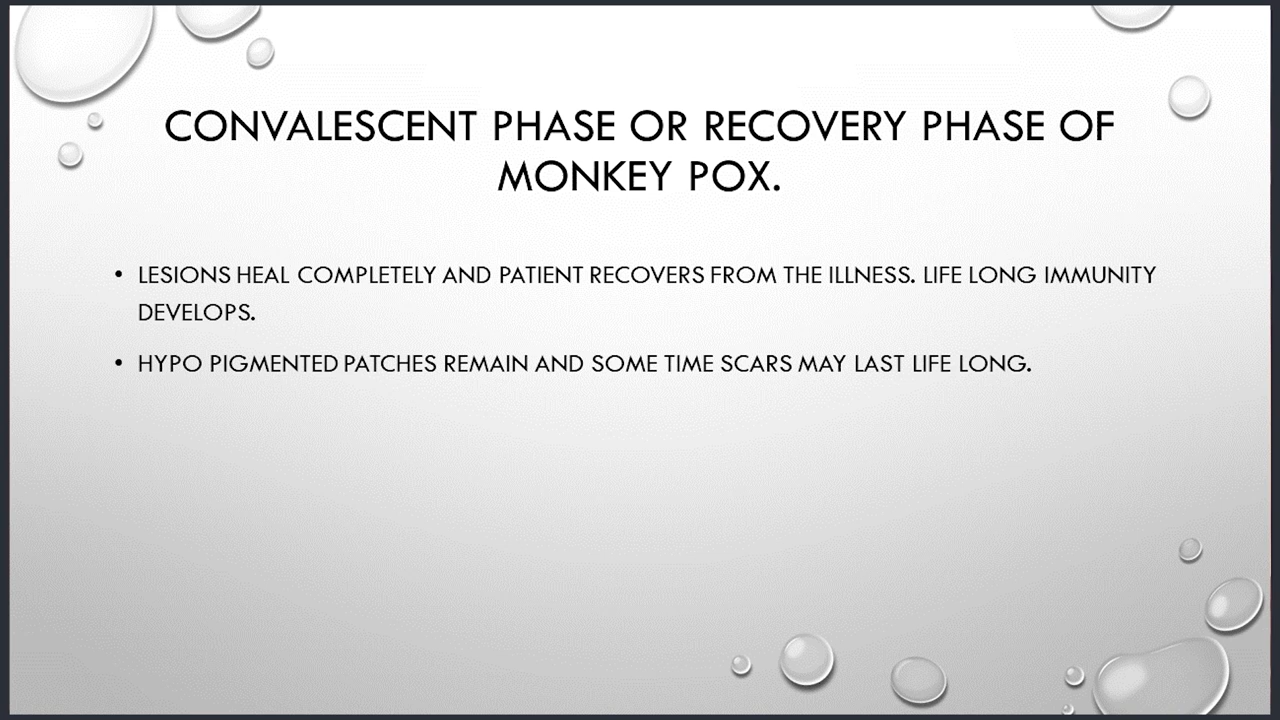 CONVALESCENT PHASE OR RECOVERY PHASE OF
MONKEY POX.
• LESIONS HEAL COMPLETELY AND PATIENT RECOVERS FROM THE ILLNESS. LIFE LONG IMMUNITY
DEVELOPS.
• HYPO PIGMENTED PATCHES REMAIN AND SOME TIME SCARS MAY LAST LIFE LONG.